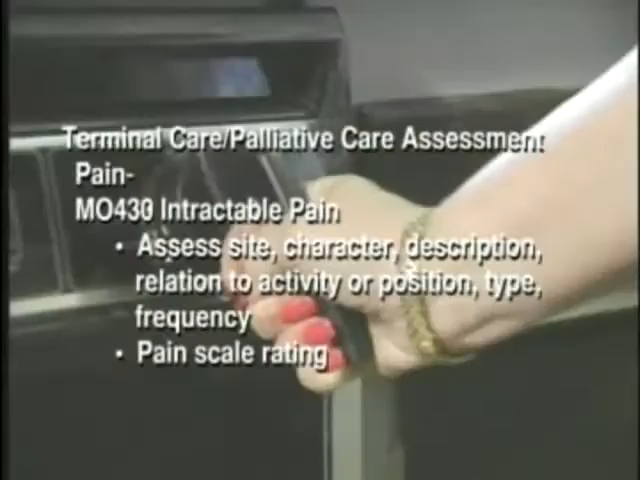 Terminal Care/Palliative Care Assessment
Pain-
MO430 Intractable Pain
• Assess site, character, description,
relation to activity or position, type,
frequency
• Pain scale rating